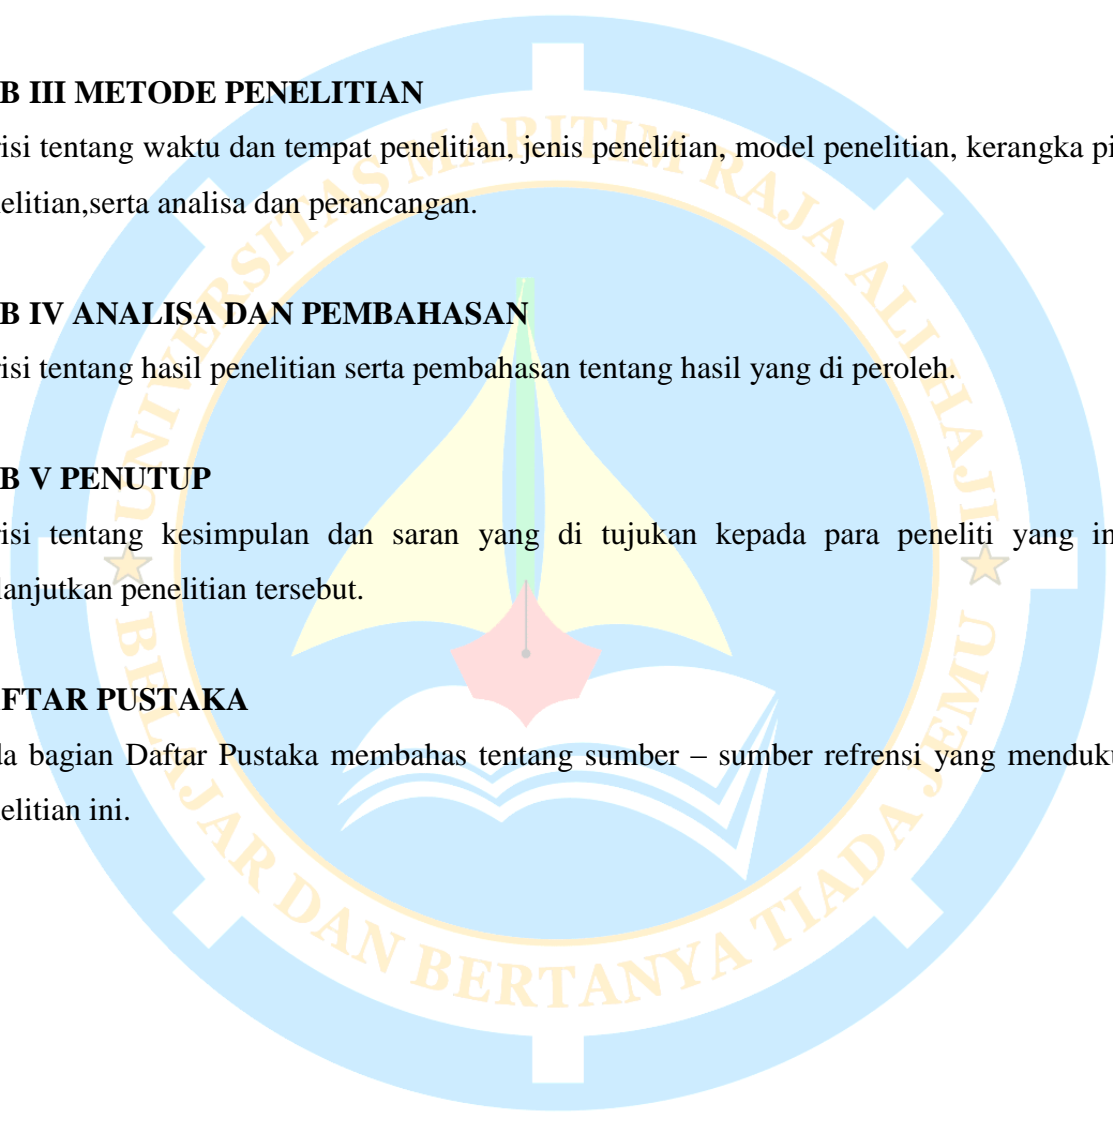 B III METODE PENELITIAN
isi tentang waktu dan tempat penelitian, jenis penelitian, model penelitian, kerangka pi
elitian,serta analisa dan perancangan.
B IV ANALISA DAN PEMBAHASAN
isi tentang hasil penelitian serta pembahasan tentang hasil yang di peroleh.
B V PENUTUP
isi tentang kesimpulan dan saran yang di tujukan kepada para peneliti yang in
lanjutkan penelitian tersebut.
FTAR PUSTAKA
la bagian Daftar Pustaka membahas tentang sumber – sumber refrensi yang menduku
elitian ini.
UNIVERSITAS MARITIM RAJA ALI HAJI
BELAJAR DAN BERTANYA TIADA JEMU